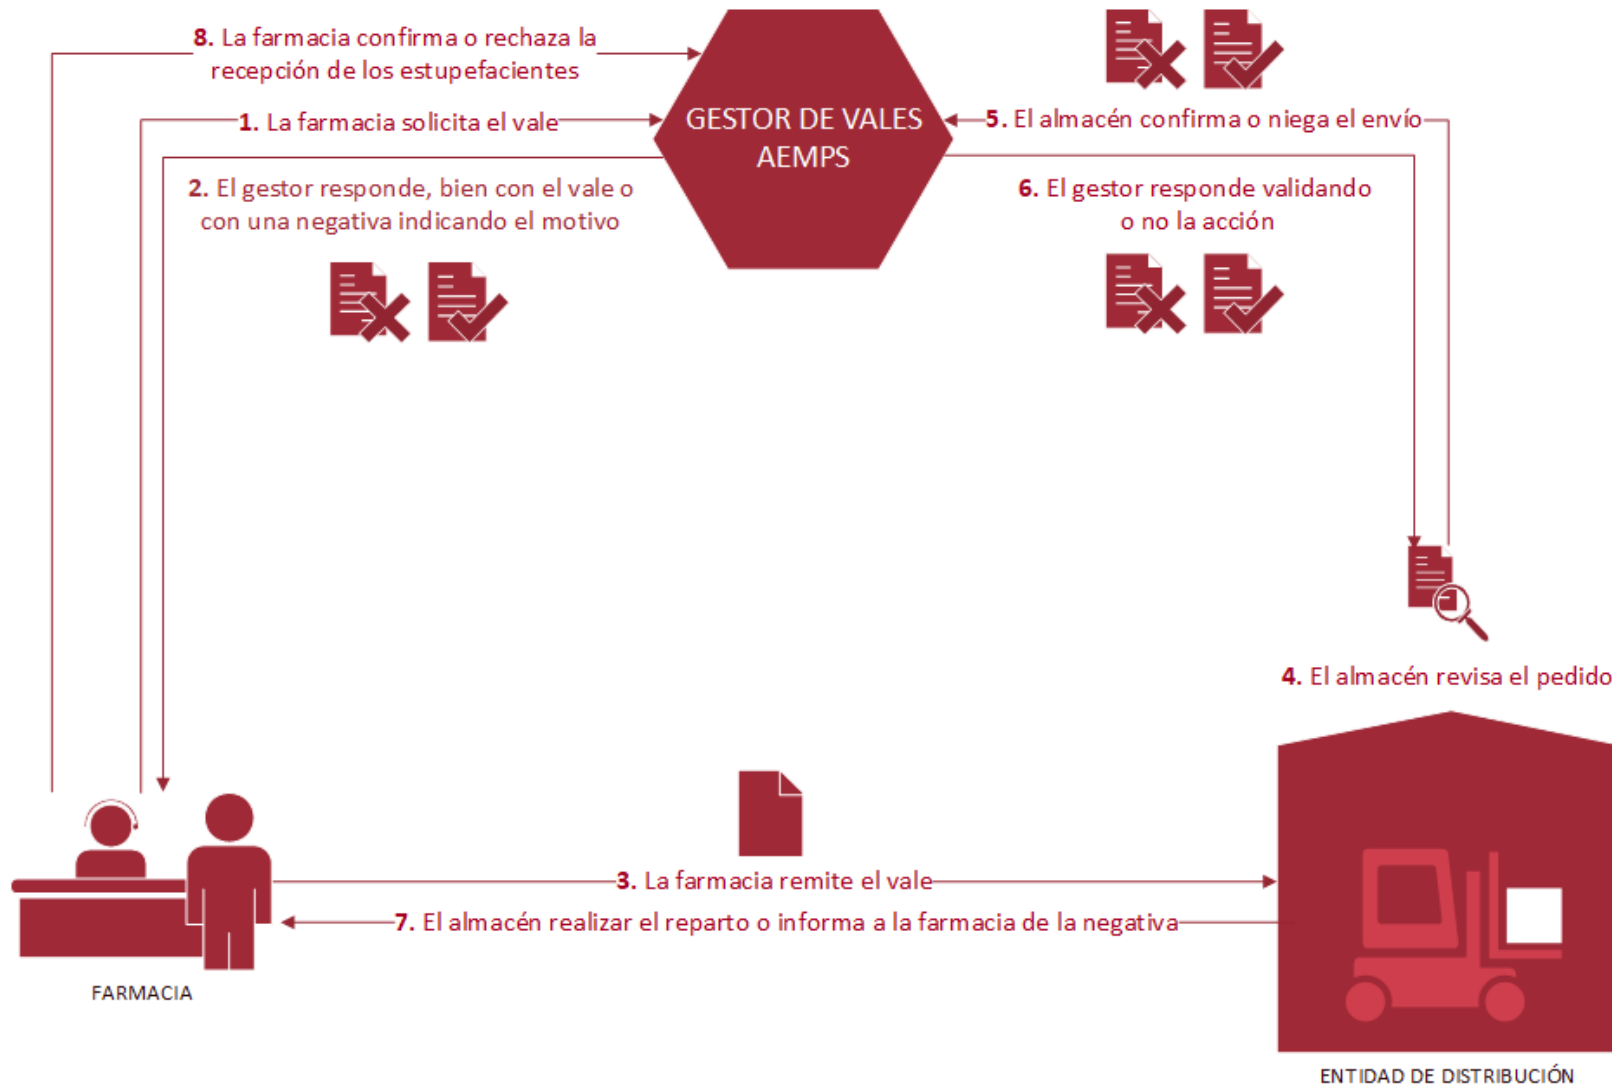 8. La farmacia confirma o rechaza la
recepción de los estupefacientes
1. La farmacia solicita el vale
2. El gestor responde, bien con el vale o
con una negativa indicando el motivo
GESTOR DE VALES
AEMPS
5. El almacén confirma o niega el envío
6. El gestor responde validando
o no la acción
4. El almacén revisa el pedido
3. La farmacia remite el vale
7. El almacén realizar el reparto o informa a la farmacia de la negativa
FARMACIA
ENTIDAD DE DISTRIBUCIÓN